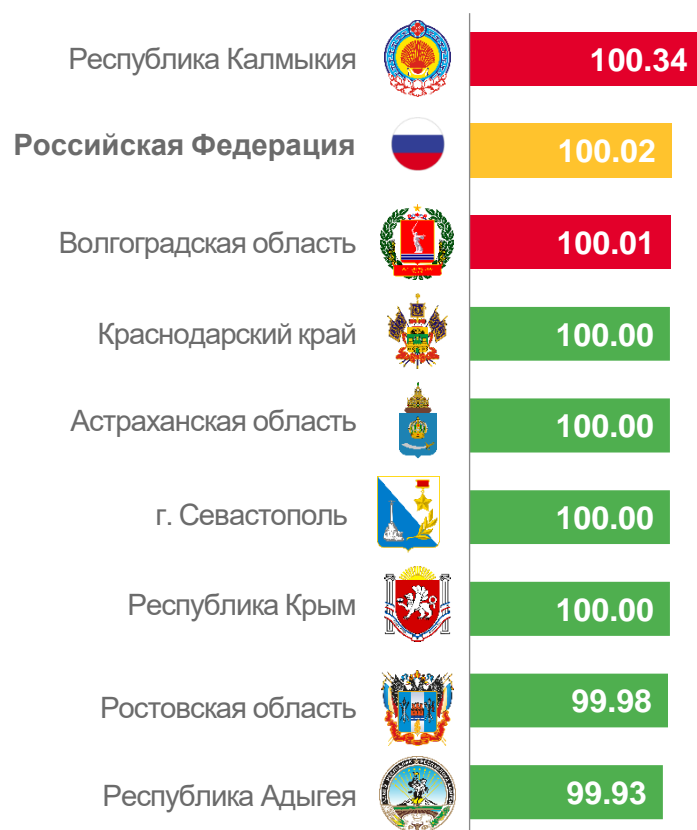 Республика Калмыкия 100.34
Российская Федерация 100.02
Волгоградская область 100.01
Краснодарский край 100.00
Астраханская область 100.00
г. Севастополь 100.00
Республика Крым 100.00
Ростовская область 99.98
Республика Адыгея 99.93